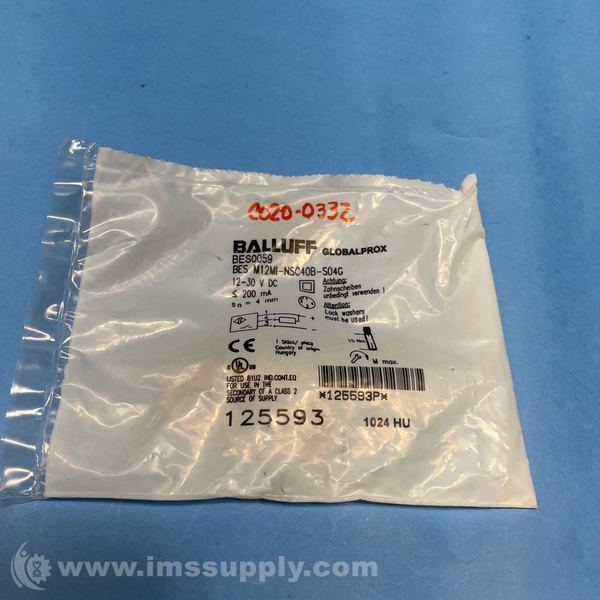 C020-0332
BALLUFF GLOBALPROX
BES0059
BES M12MI-NSC40B-S04G
12-30 V DC
≤ 200 mA
sn = 4 mm
Achtung:
Zahnscheiben
unbedingt verwenden !
Attention:
Lock washers
must be used!
+
-
CE
1 Stück/ piece
Country of origin
Hungary
M max.
UL US
LISTED 81U2 IND.CONT.EQ
FOR USE IN THE
SECONDARY OF A CLASS 2
SOURCE OF SUPPLY
*125593P*
125593
1024 HU
www.imssupply.com